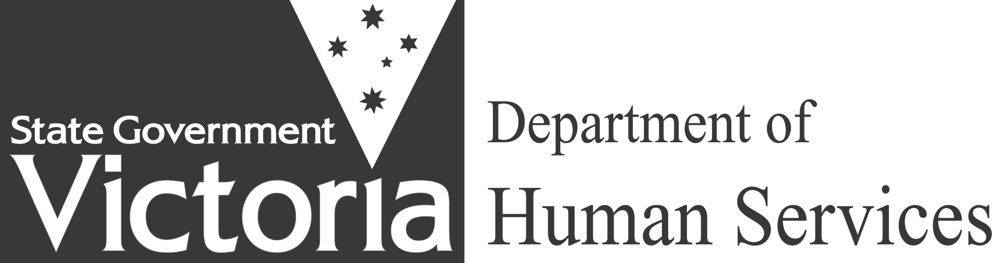 State Government
Victoria
Department of
Human Services